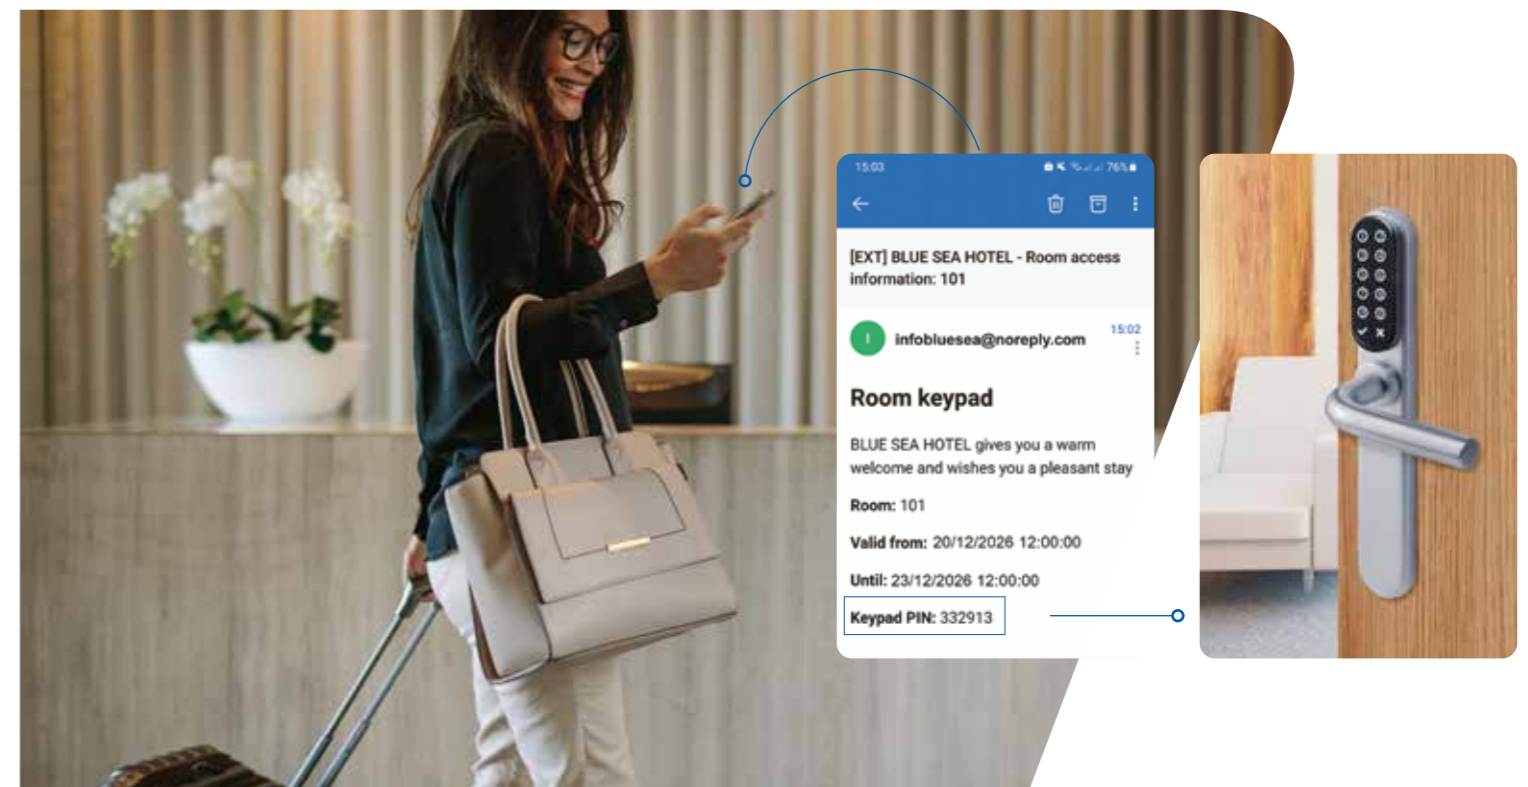 15:03
76%
[EXT] BLUE SEA HOTEL - Room access
information: 101
I
infobluesea@noreply.com
15:02
Room keypad
BLUE SEA HOTEL gives you a warm
welcome and wishes you a pleasant stay
Room: 101
Valid from: 20/12/2026 12:00:00
Until: 23/12/2026 12:00:00
Keypad PIN: 332913